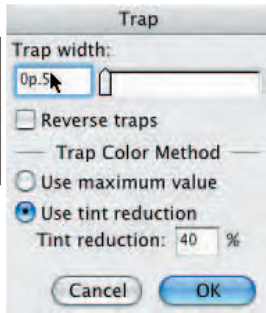 Trap
Trap width:
0p.5
Reverse traps
Trap Color Method
Use maximum value
Use tint reduction
Tint reduction: 40 %
Cancel OK